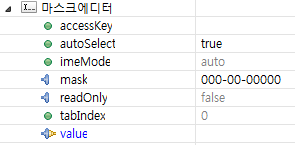 마스크에디터
accessKey
autoSelect true
imeMode auto
mask 000-00-00000
readOnly false
tabIndex 0
value